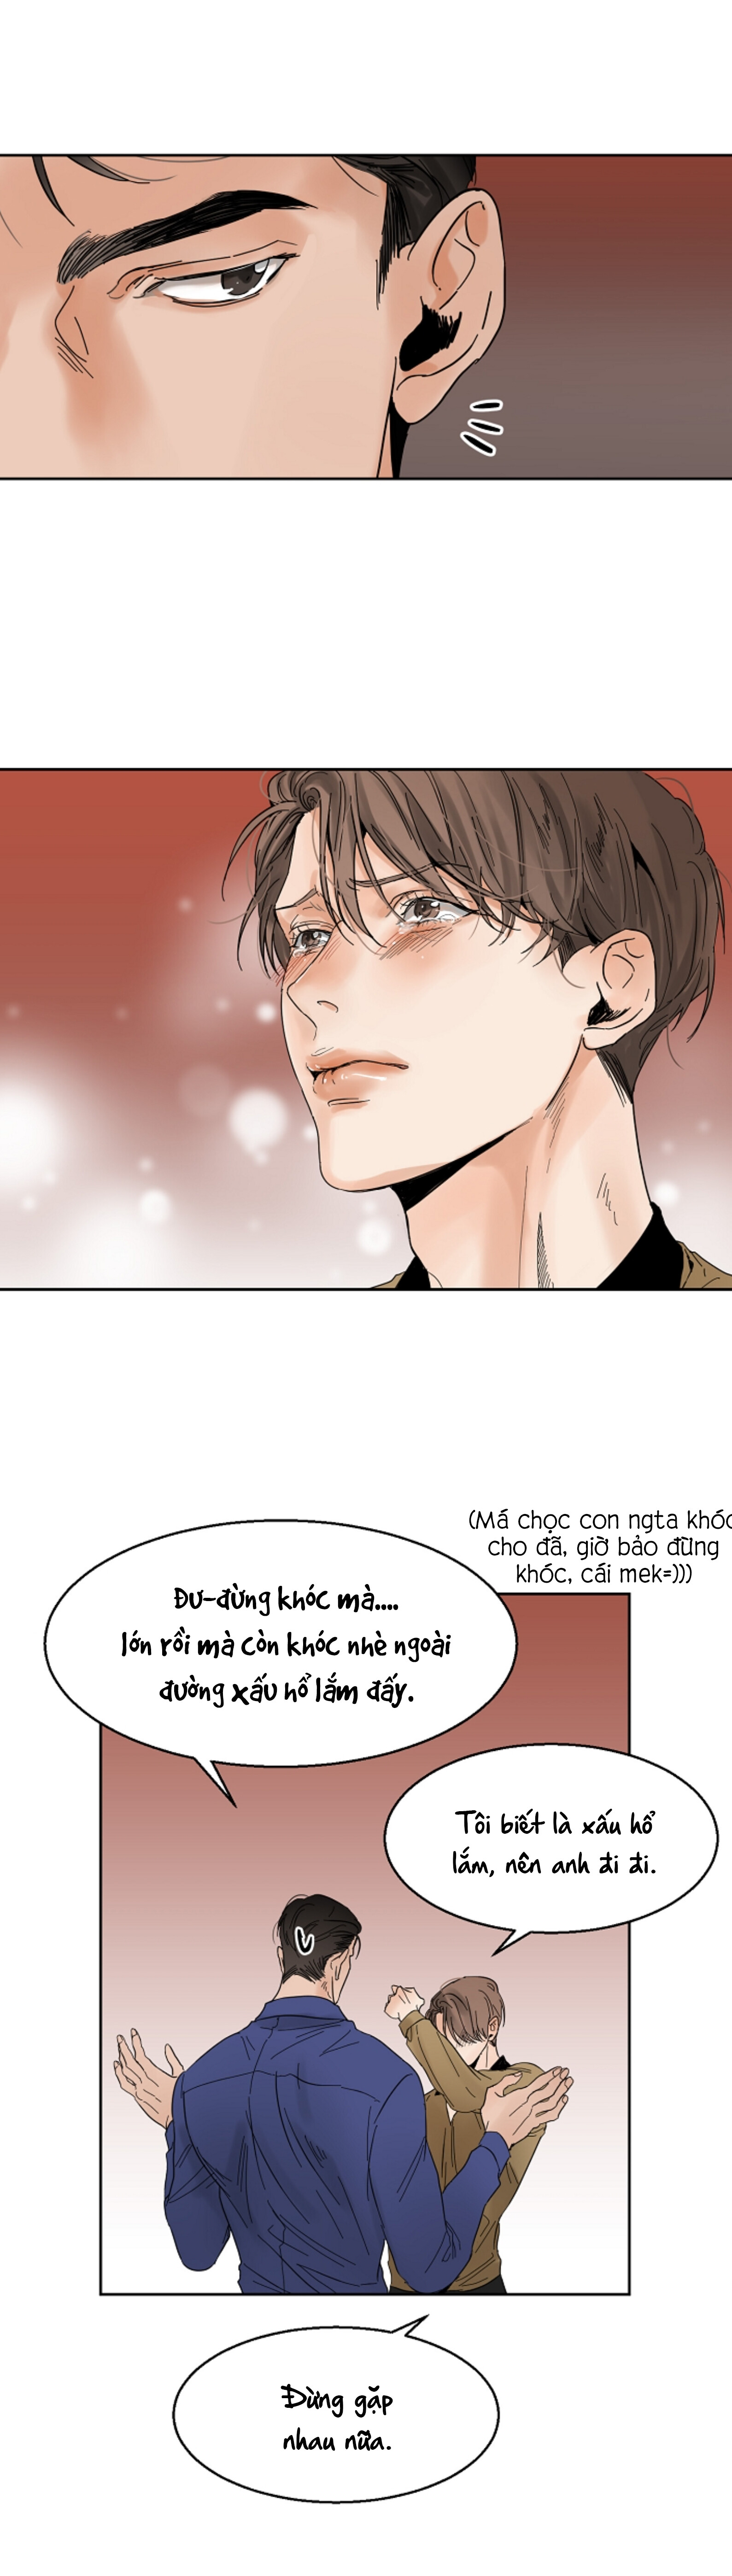 (Má chọc con ngta khóc
cho đã, giờ bảo đừng
khóc, cái mek=)))
Đư-đừng khóc mà....
lớn rồi mà còn khóc nhè ngoài
đường xấu hổ lắm đấy.
Tôi biết là xấu hổ
lắm, nên anh đi đi.
Đừng gặp
nhau nữa.